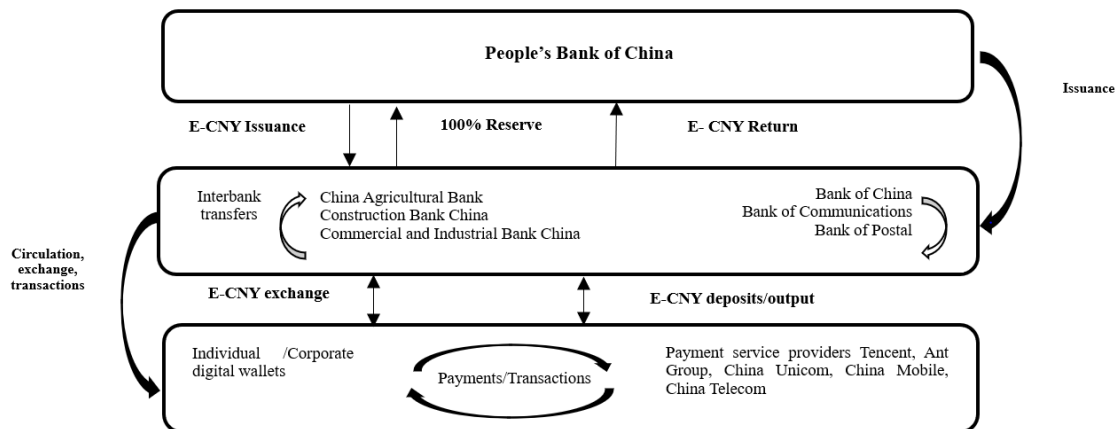 People's Bank of China
Issuance
E-CNY Issuance
100% Reserve
E- CNY Return
Interbank
transfers
China Agricultural Bank
Construction Bank China
Commercial and Industrial Bank China
Bank of China
Bank of Communications
Bank of Postal
Circulation,
exchange,
transactions
E-CNY exchange
E-CNY deposits/output
Individual /Corporate
digital wallets
Payments/Transactions
Payment service providers Tencent, Ant
Group, China Unicom, China Mobile,
China Telecom